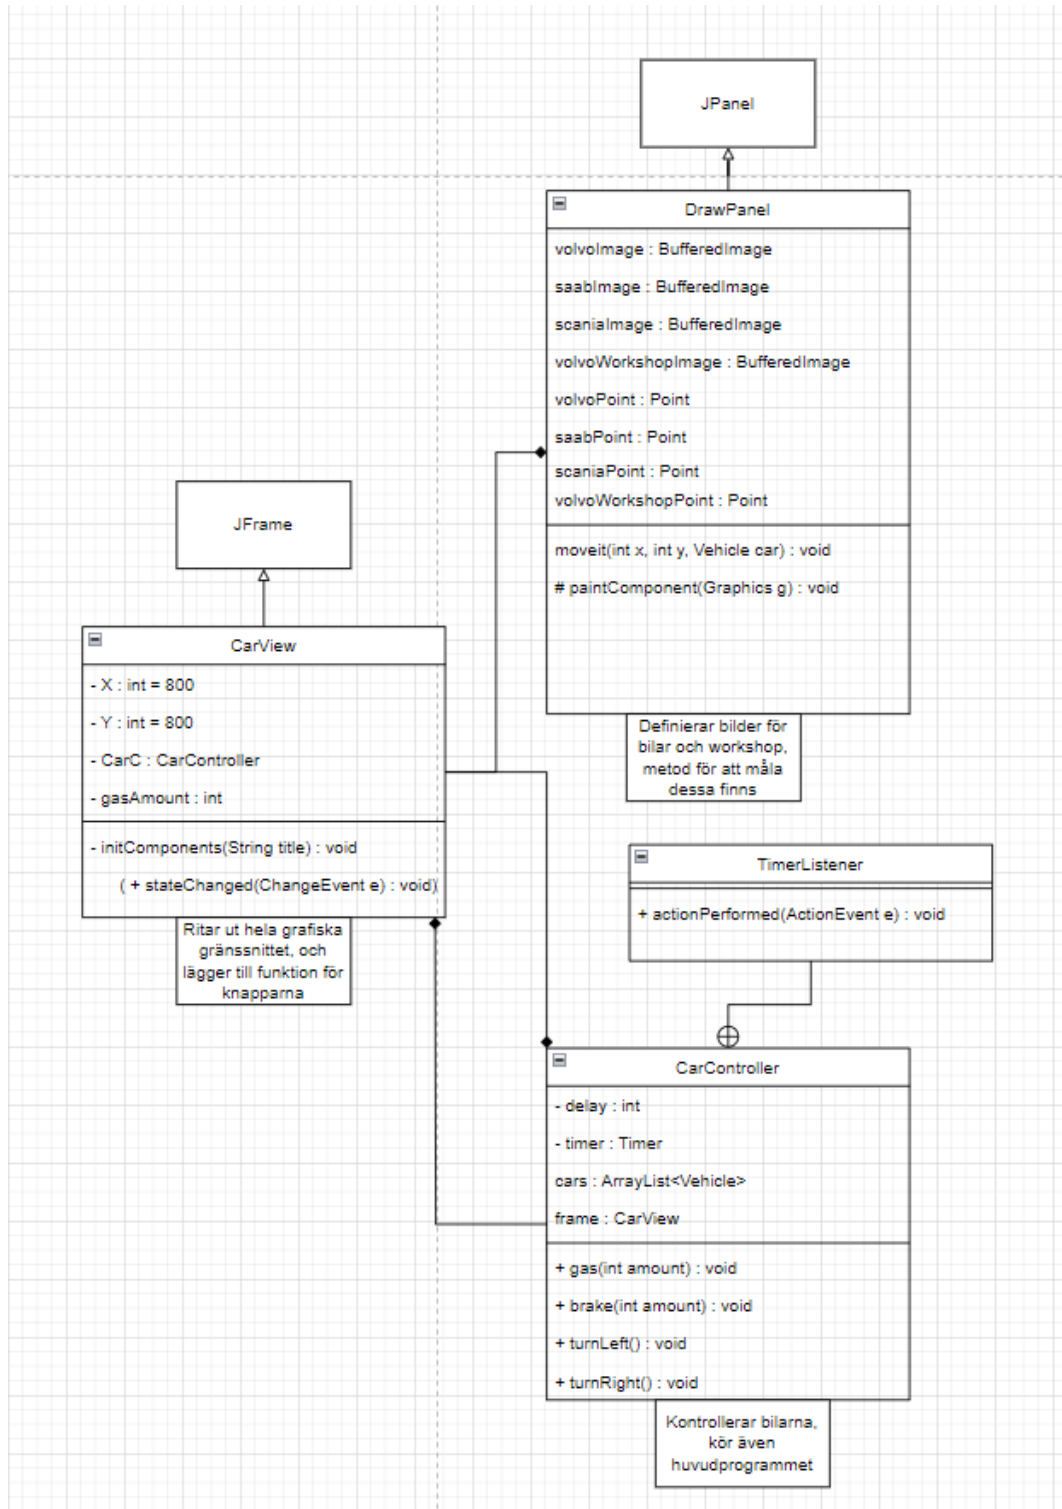 JPanel
DrawPanel
volvoImage : BufferedImage
saabImage : BufferedImage
scaniaImage : BufferedImage
volvoWorkshopImage : BufferedImage
volvoPoint : Point
saabPoint : Point
scaniaPoint : Point
volvoWorkshopPoint : Point
moveit(int x, int y, Vehicle car) : void
# paintComponent(Graphics g) : void
Definierar bilder för
bilar och workshop,
metod för att måla
dessa finns
JFrame
CarView
- X : int = 800
- Y : int = 800
- CarC : CarController
- gasAmount : int
- initComponents(String title) : void
( + stateChanged(ChangeEvent e) : void)
Ritar ut hela grafiska
gränssnittet, och
lägger till funktion för
knapparna
TimerListener
+ actionPerformed(ActionEvent e) : void
CarController
- delay : int
- timer : Timer
cars : ArrayList<Vehicle>
frame : CarView
+ gas(int amount) : void
+ brake(int amount) : void
+ turnLeft() : void
+ turnRight() : void
Kontrollerar bilarna,
kör även
huvudprogrammet